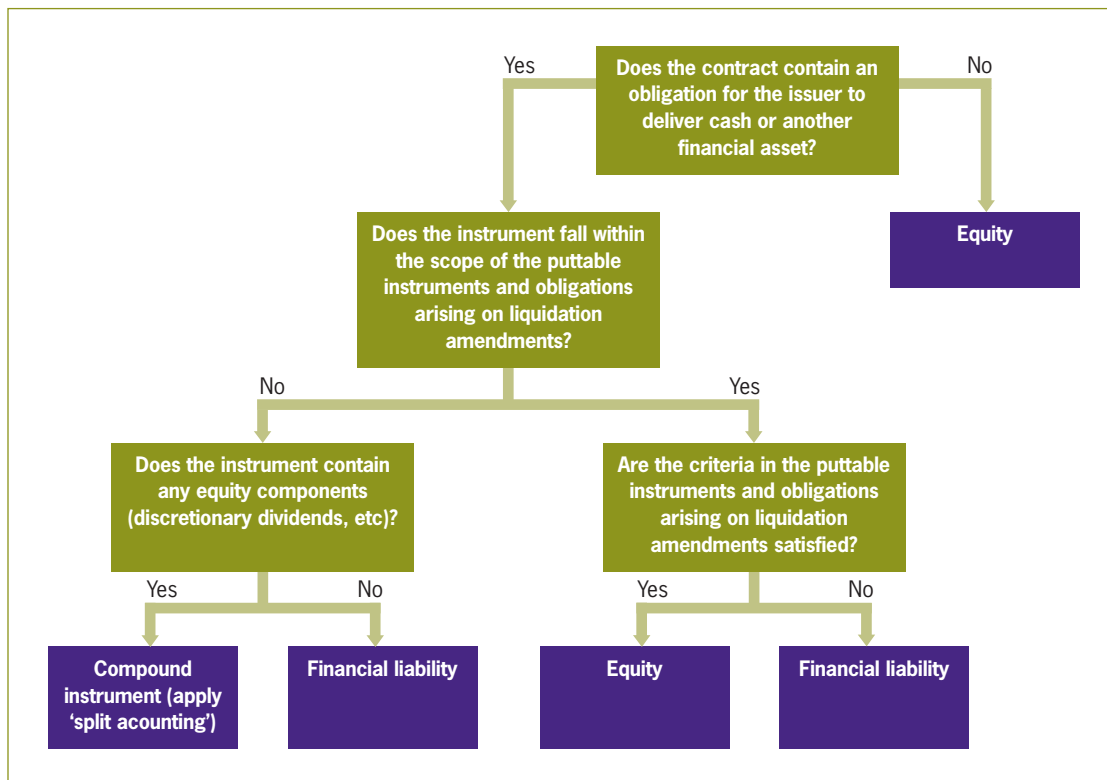 Yes
Does the contract contain an
obligation for the issuer to
deliver cash or another
financial asset?
No
Does the instrument fall within
the scope of the puttable
instruments and obligations
arising on liquidation
amendments?
Equity
No
Yes
Does the instrument contain
any equity components
(discretionary dividends, etc)?
Are the criteria in the puttable
instruments and obligations
arising on liquidation
amendments satisfied?
Yes
No
Yes
No
Compound
instrument (apply
‘split acounting’)
Financial liability
Equity
Financial liability